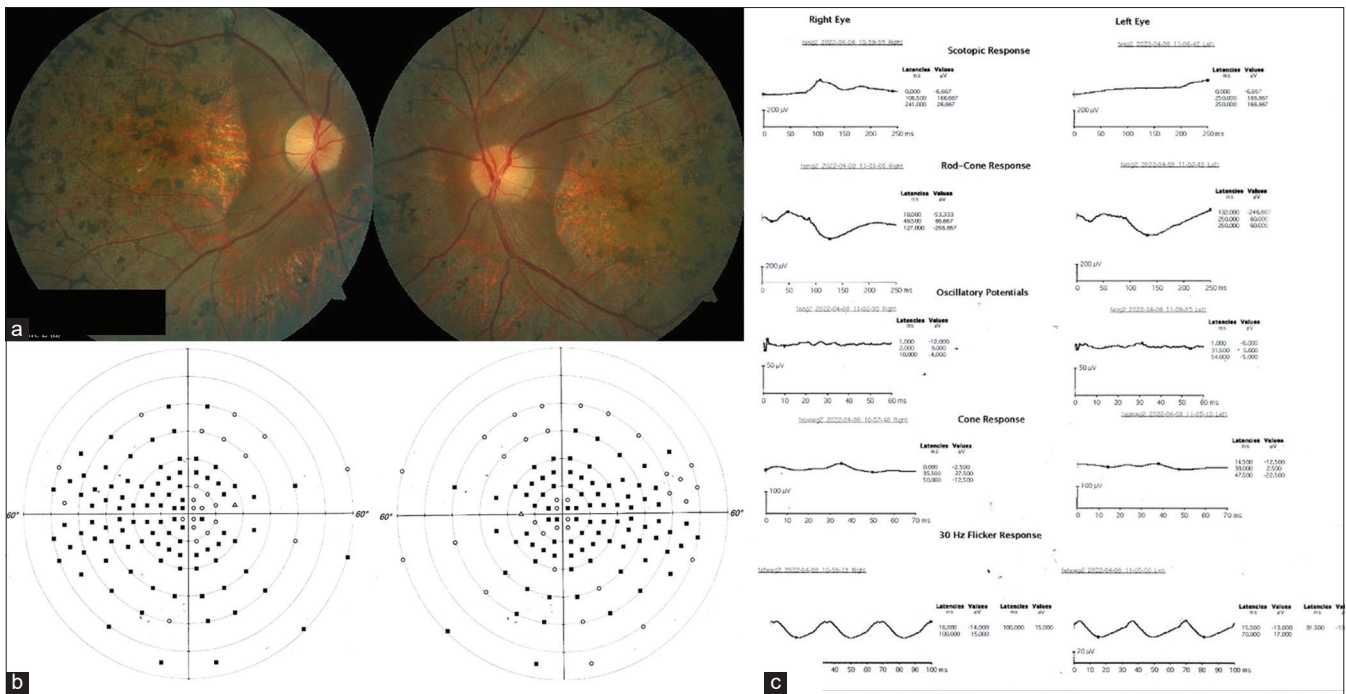 a
b
60°
60°
60°
60°
c
Right Eye
Left Eye
Scotopic Response
Latencies Values
ms µV
0,000 -6,667
106,500 166,667
241,000 26,667
200 µV
0 50 100 150 200 250 ms
Latencies Values
ms µV
0,000 -6,667
250,000 166,667
250,000 166,667
200 µV
0 50 100 150 200 250 ms
Rod-Cone Response
Latencies Values
ms µV
18,000 -53,333
49,500 66,667
127,000 -266,667
200 µV
0 50 100 150 200 250 ms
Latencies Values
ms µV
132,000 -246,667
250,000 60,000
250,000 60,000
200 µV
0 50 100 150 200 250 ms
Oscillatory Potentials
Latencies Values
ms µV
1,000 -12,000
2,000 9,000
10,000 -4,000
50 µV
0 10 20 30 40 50 60 ms
Latencies Values
ms µV
1,000 -6,000
31,500 5,000
54,000 -5,000
50 µV
0 10 20 30 40 50 60 ms
Cone Response
Latencies Values
ms µV
0,000 -2,500
35,500 27,500
50,000 -12,500
100 µV
0 10 20 30 40 50 60 70 ms
Latencies Values
ms µV
14,500 -12,500
39,000 2,500
47,500 -22,500
100 µV
0 10 20 30 40 50 60 70 ms
30 Hz Flicker Response
Latencies Values Latencies Values
ms µV ms µV
16,000 -14,000 100,000 15,000
100,000 15,000
40 50 60 70 80 90 100 ms
Latencies Values Latencies Val
ms µV ms µV
15,500 -13,000 81,500
70,000 17,000
20 µV
0 10 20 30 40 50 60 70 80 90 100 ms